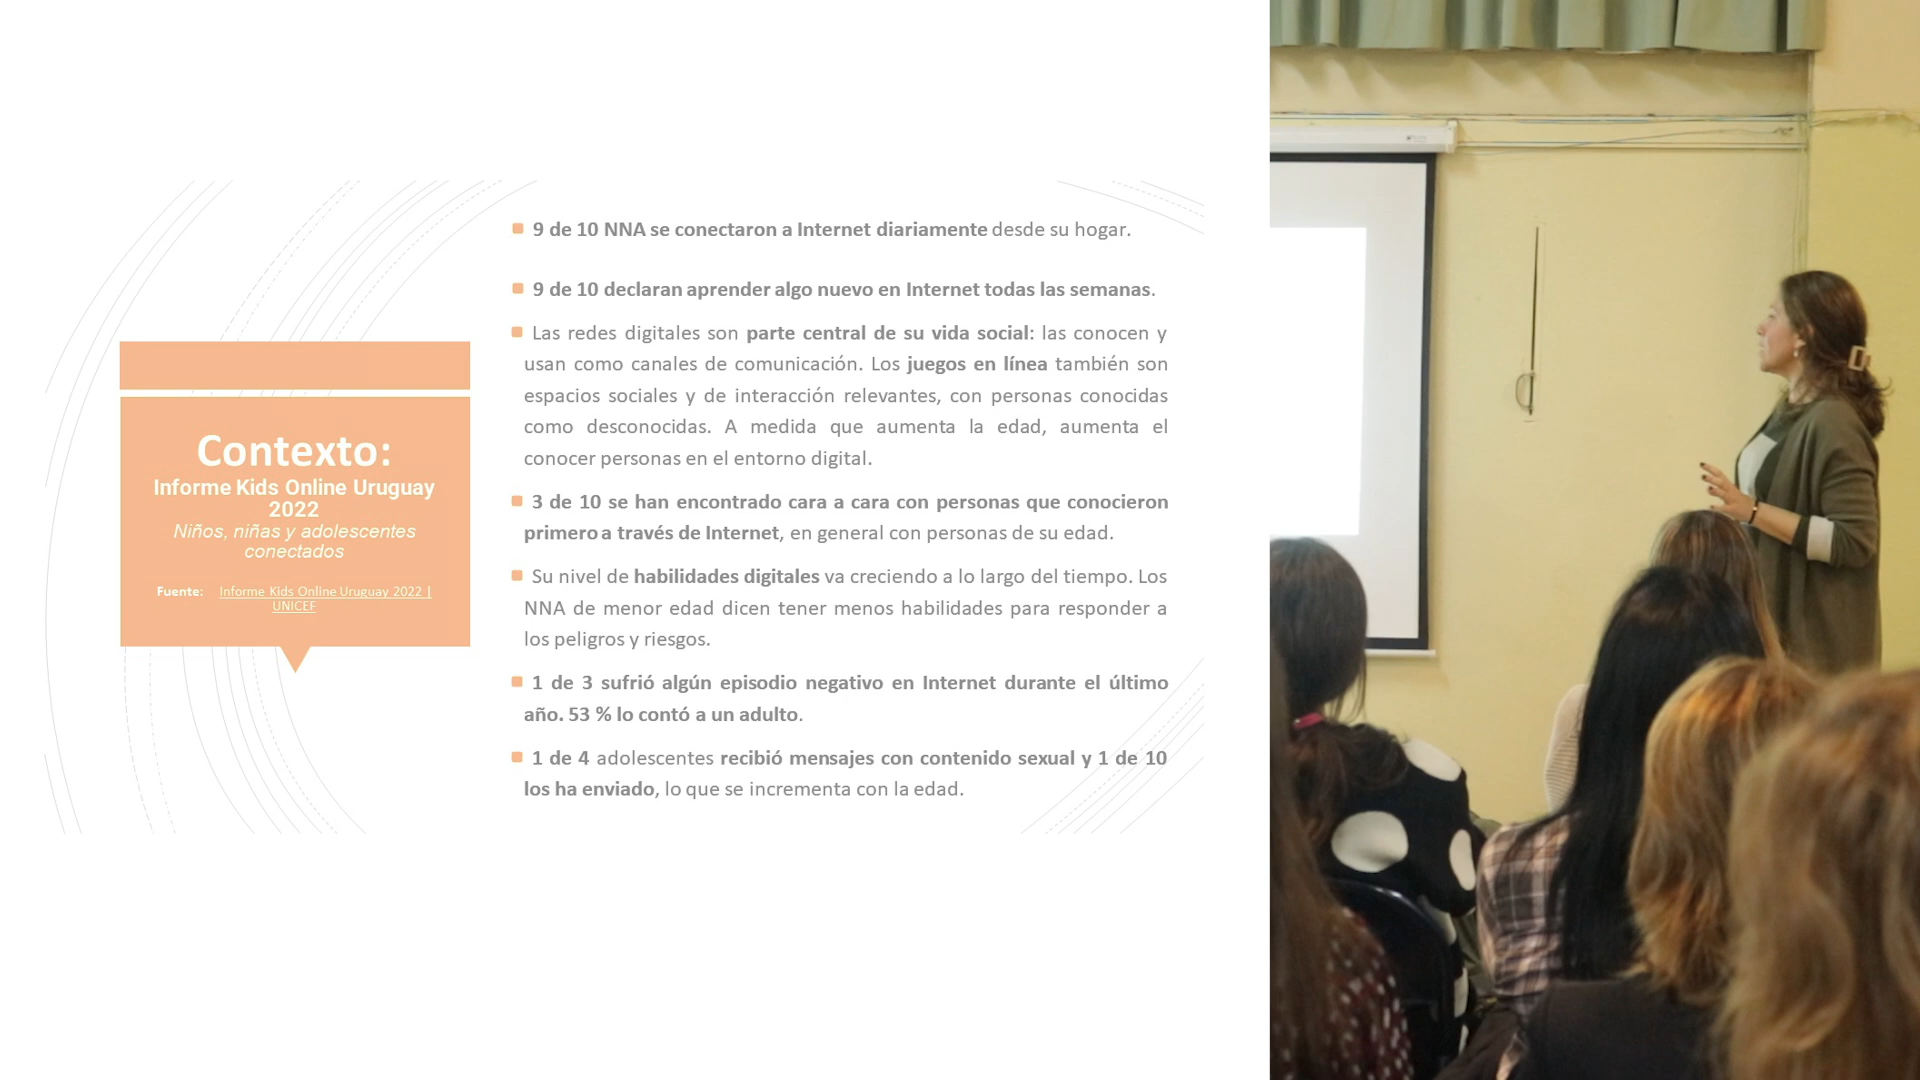 Contexto:
Informe Kids Online Uruguay
2022
Niños, niñas y adolescentes
conectados
Fuente: Informe Kids Online Uruguay 2022 |
UNICEF
9 de 10 NNA se conectaron a Internet diariamente desde su hogar.
9 de 10 declaran aprender algo nuevo en Internet todas las semanas.
Las redes digitales son parte central de su vida social: las conocen y
usan como canales de comunicación. Los juegos en línea también son
espacios sociales y de interacción relevantes, con personas conocidas
como desconocidas. A medida que aumenta la edad, aumenta el
conocer personas en el entorno digital.
3 de 10 se han encontrado cara a cara con personas que conocieron
primero a través de Internet, en general con personas de su edad.
Su nivel de habilidades digitales va creciendo a lo largo del tiempo. Los
NNA de menor edad dicen tener menos habilidades para responder a
los peligros y riesgos.
1 de 3 sufrió algún episodio negativo en Internet durante el último
año. 53 % lo contó a un adulto.
1 de 4 adolescentes recibió mensajes con contenido sexual y 1 de 10
los ha enviado, lo que se incrementa con la edad.